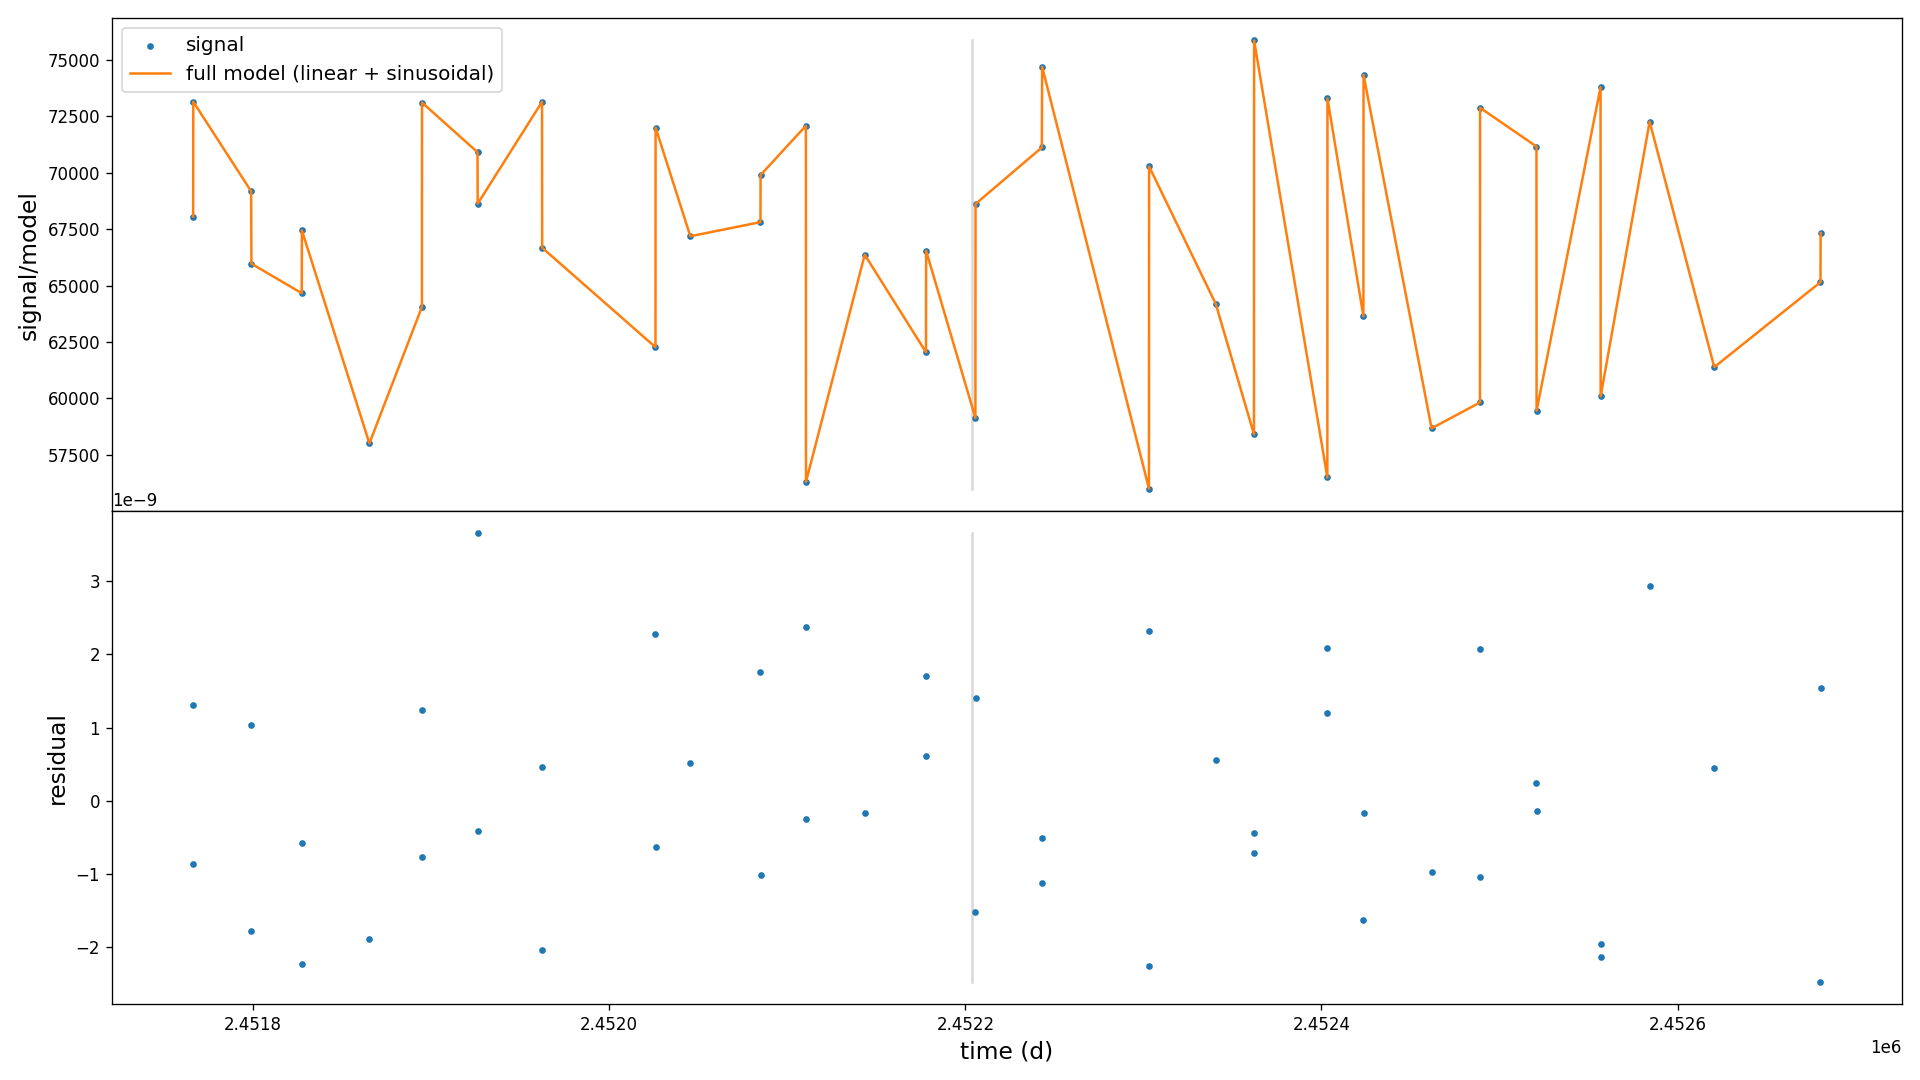 signal
full model (linear + sinusoidal)
75000
72500
70000
67500
65000
62500
60000
57500
signal/model
1e−9
3
2
1
0
−1
−2
residual
2.4518
2.4520
2.4522
2.4524
2.4526
1e6
time (d)